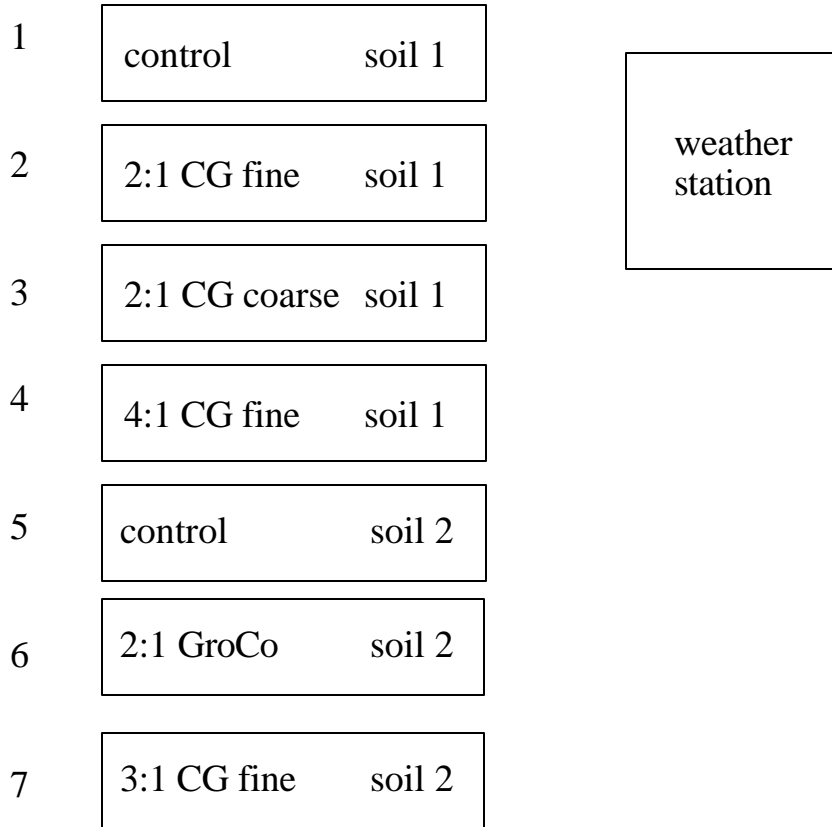 1 control soil 1
2 2:1 CG fine soil 1
3 2:1 CG coarse soil 1
4 4:1 CG fine soil 1
5 control soil 2
6 2:1 GroCo soil 2
7 3:1 CG fine soil 2
weather
station